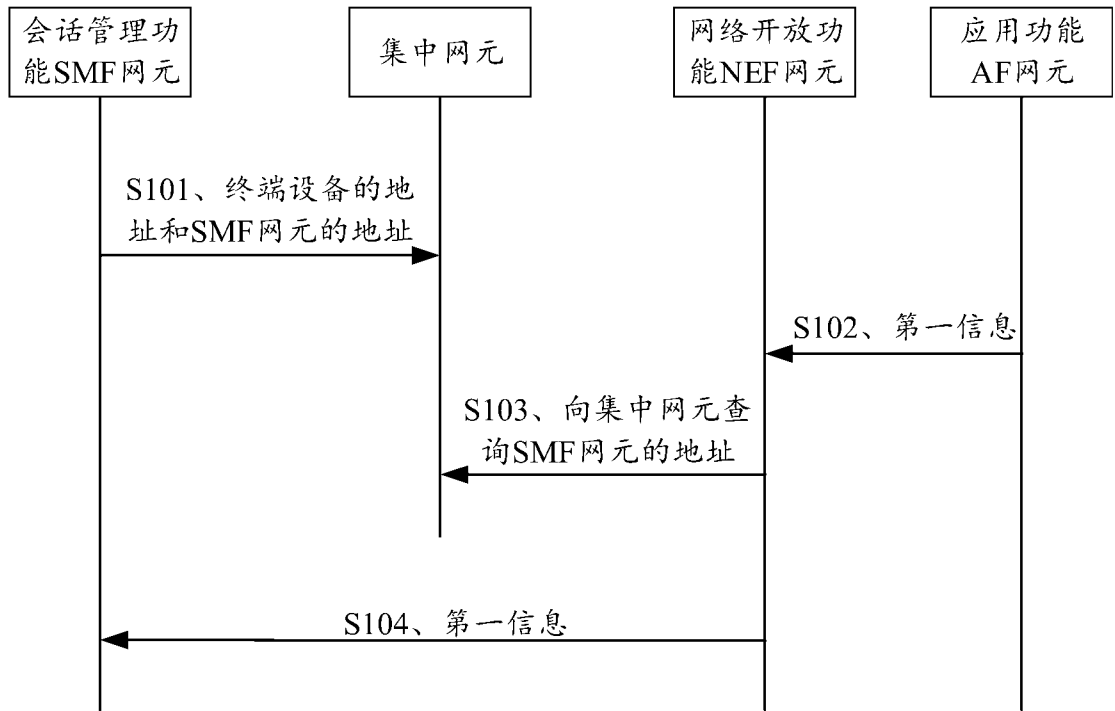 会话管理功
能SMF网元
集中网元
网络开放功
能NEF网元
应用功能
AF网元
S101、终端设备的地
址和SMF网元的地址
S102、第一信息
S103、向集中网元查
询SMF网元的地址
S104、第一信息